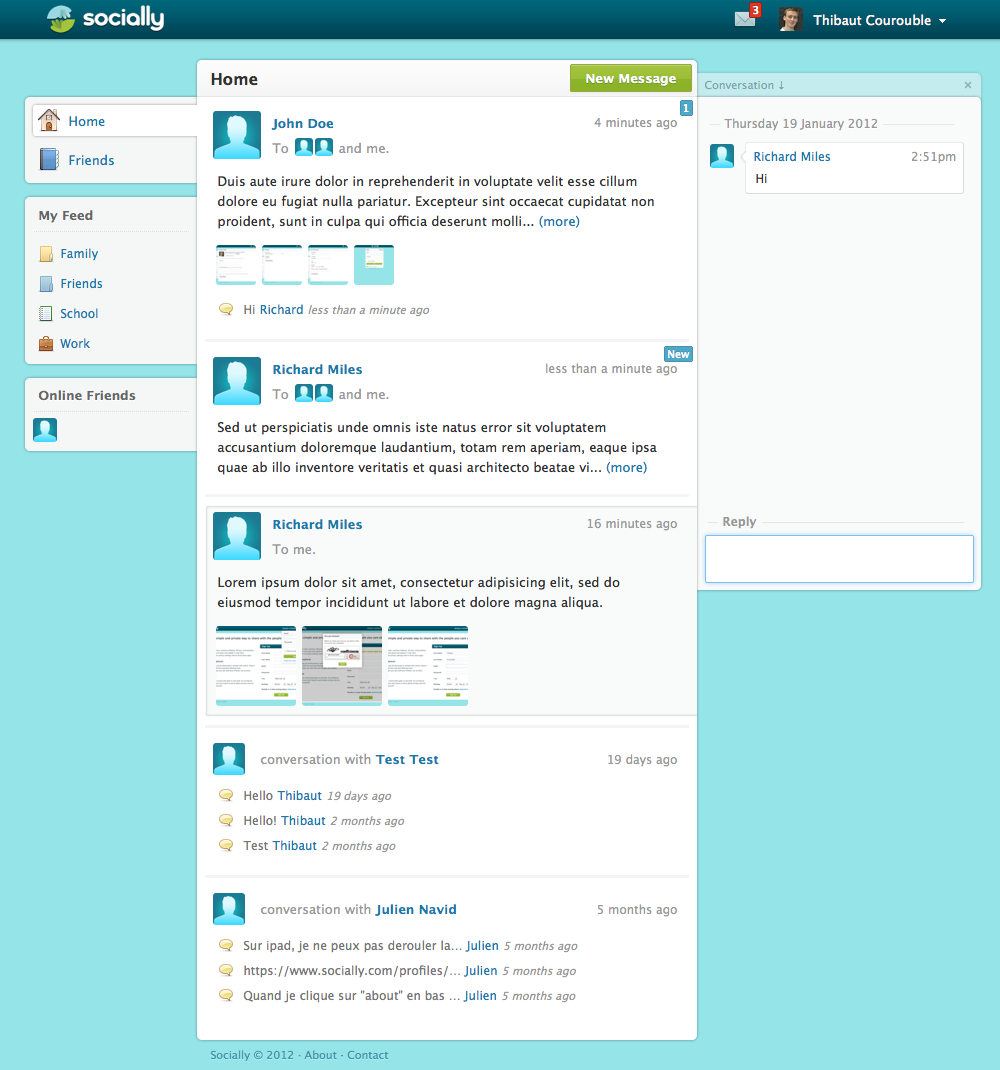 socially
3
Thibaut Courouble
Home
Friends
My Feed
Family
Friends
School
Work
Online Friends
Home
New Message
1
John Doe
4 minutes ago
To and me.
Duis aute irure dolor in reprehenderit in voluptate velit esse cillum
dolore eu fugiat nulla pariatur. Excepteur sint occaecat cupidatat non
proident, sunt in culpa qui officia deserunt molli... (more)
Hi Richard less than a minute ago
New
Richard Miles
less than a minute ago
To and me.
Sed ut perspiciatis unde omnis iste natus error sit voluptatem
accusantium doloremque laudantium, totam rem aperiam, eaque ipsa
quae ab illo inventore veritatis et quasi architecto beatae vi... (more)
Richard Miles
16 minutes ago
To me.
Lorem ipsum dolor sit amet, consectetur adipisicing elit, sed do
eiusmod tempor incididunt ut labore et dolore magna aliqua.
conversation with Test Test
19 days ago
Hello Thibaut 19 days ago
Hello! Thibaut 2 months ago
Test Thibaut 2 months ago
conversation with Julien Navid
5 months ago
Sur ipad, je ne peux pas derouler la... Julien 5 months ago
https://www.socially.com/profiles/... Julien 5 months ago
Quand je clique sur "about" en bas ... Julien 5 months ago
Conversation ↓
×
Thursday 19 January 2012
Richard Miles
2:51pm
Hi
Reply
Socially © 2012 · About · Contact